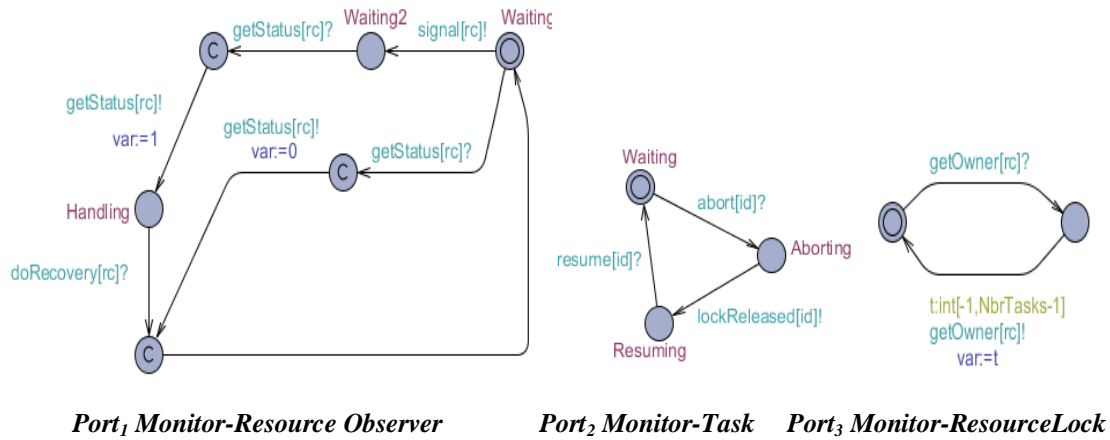 getStatus[rc]?
Waiting2
signal[rc]!
Waiting
C
getStatus[rc]!
var:=1
getStatus[rc]!
var:=0
getStatus[rc]?
C
Handling
doRecovery[rc]?
C
Waiting
abort[id]?
resume[id]?
Aborting
lockReleased[id]!
Resuming
getOwner[rc]?
t:int[-1,NbrTasks-1]
getOwner[rc]!
var:=t
Port₁ Monitor-Resource Observer
Port₂ Monitor-Task
Port₃ Monitor-ResourceLock